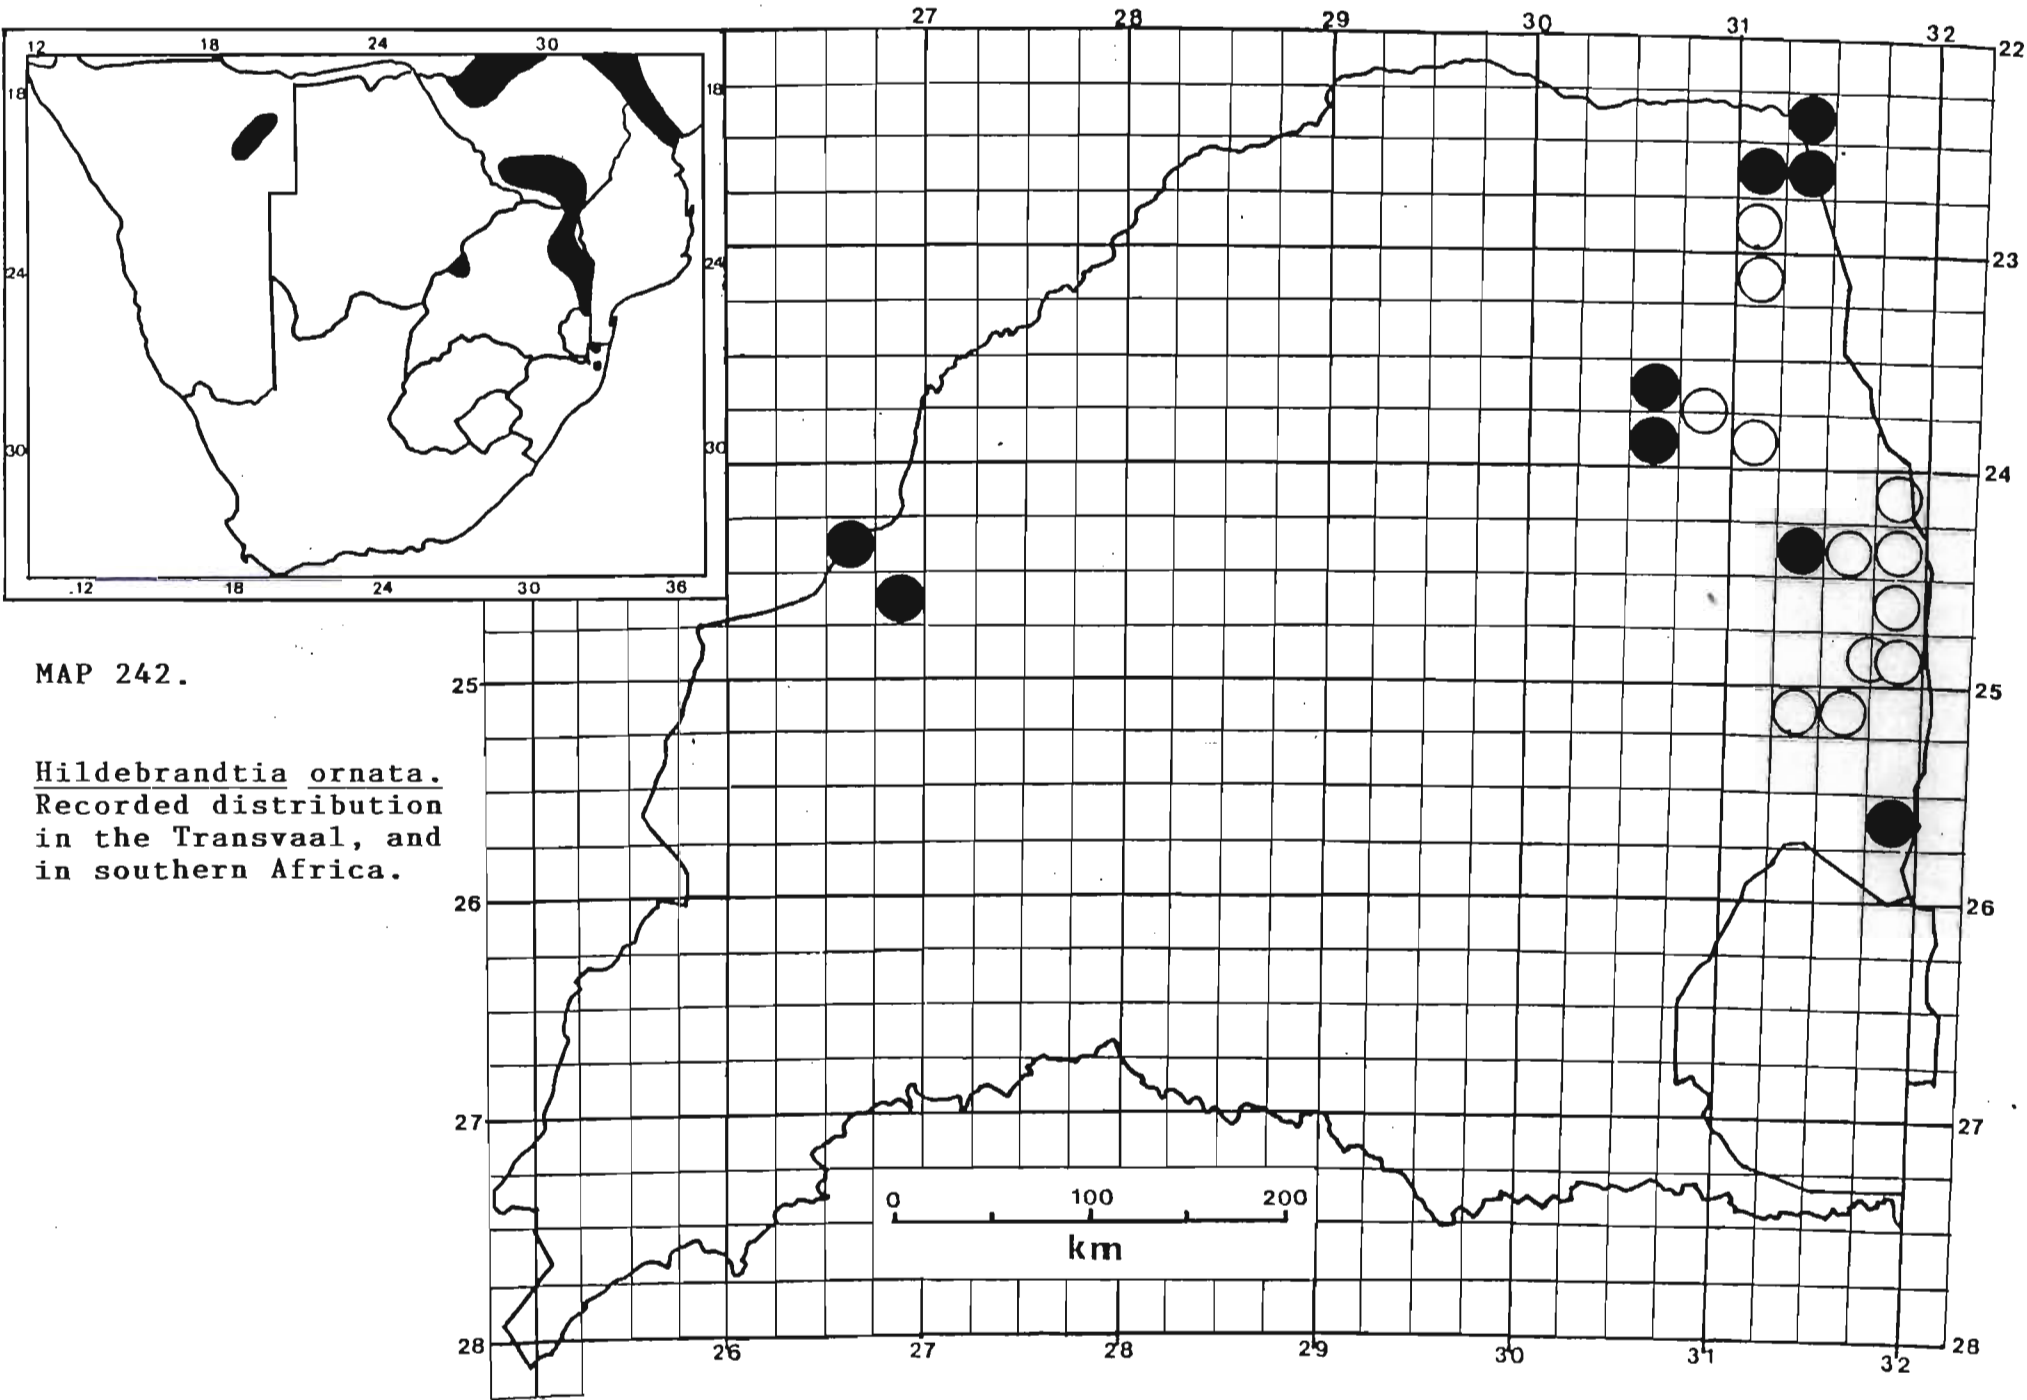 27 28 29 30 31 32
22
12 18 24 30
18 18
24 24
30 30
.12 18 24 30 36
23
24
MAP 242.
25 25
Hildebrandtia ornata.
Recorded distribution
in the Transvaal, and
in southern Africa.
26 26
27 27
0 100 200
km
28 28
26 27 28 29 30 31 32